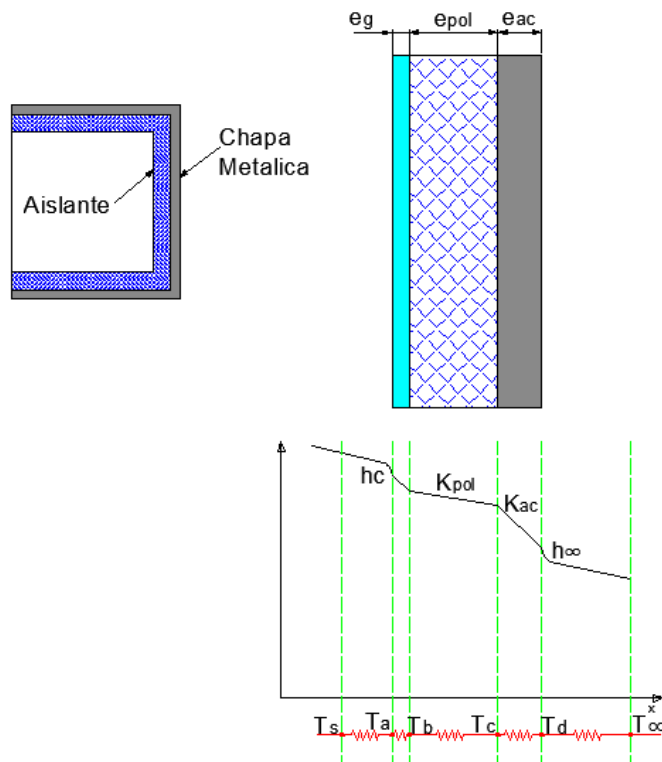 eg epol eac
Chapa
Metalica
Aislante
hc
Kpol
Kac
h∞
x
Ts Ta Tb Tc Td T∞